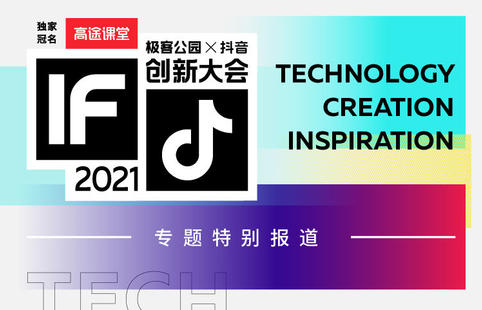 独家
冠名
高途课堂
极客公园×抖音
创新大会
IF
2021
TECHNOLOGY
CREATION
INSPIRATION
专题特别报道
TECH